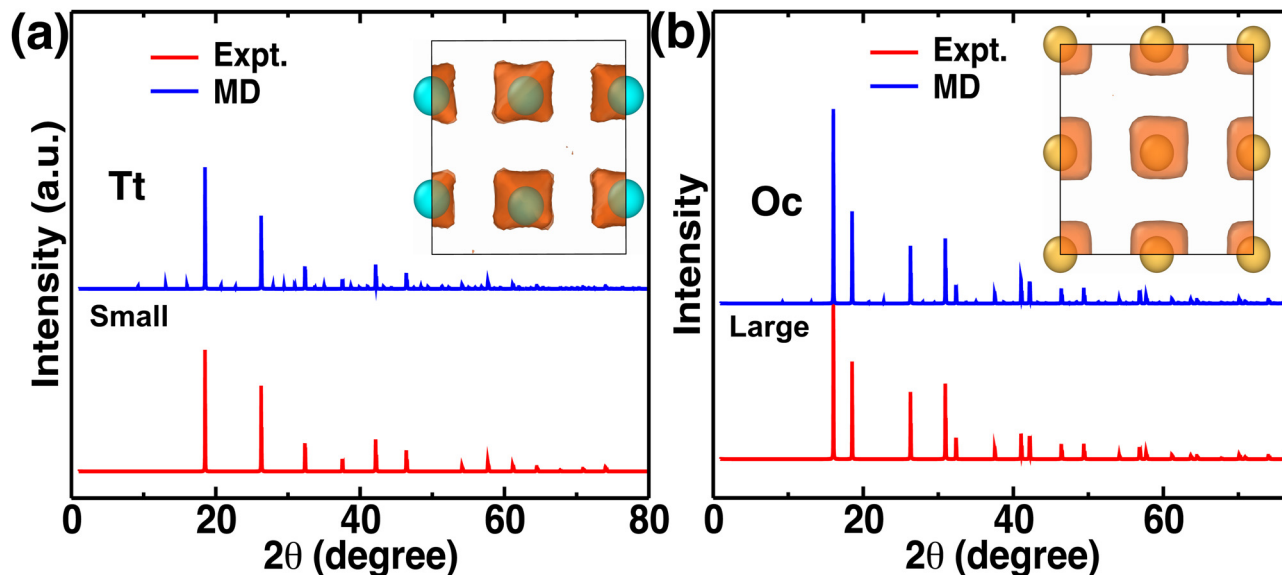 (a)
Expt.
MD
Tt
Small
Intensity (a.u.)
0 20 40 60 80
2θ (degree)
(b)
Expt.
MD
Oc
Large
Intensity
0 20 40 60
2θ (degree)